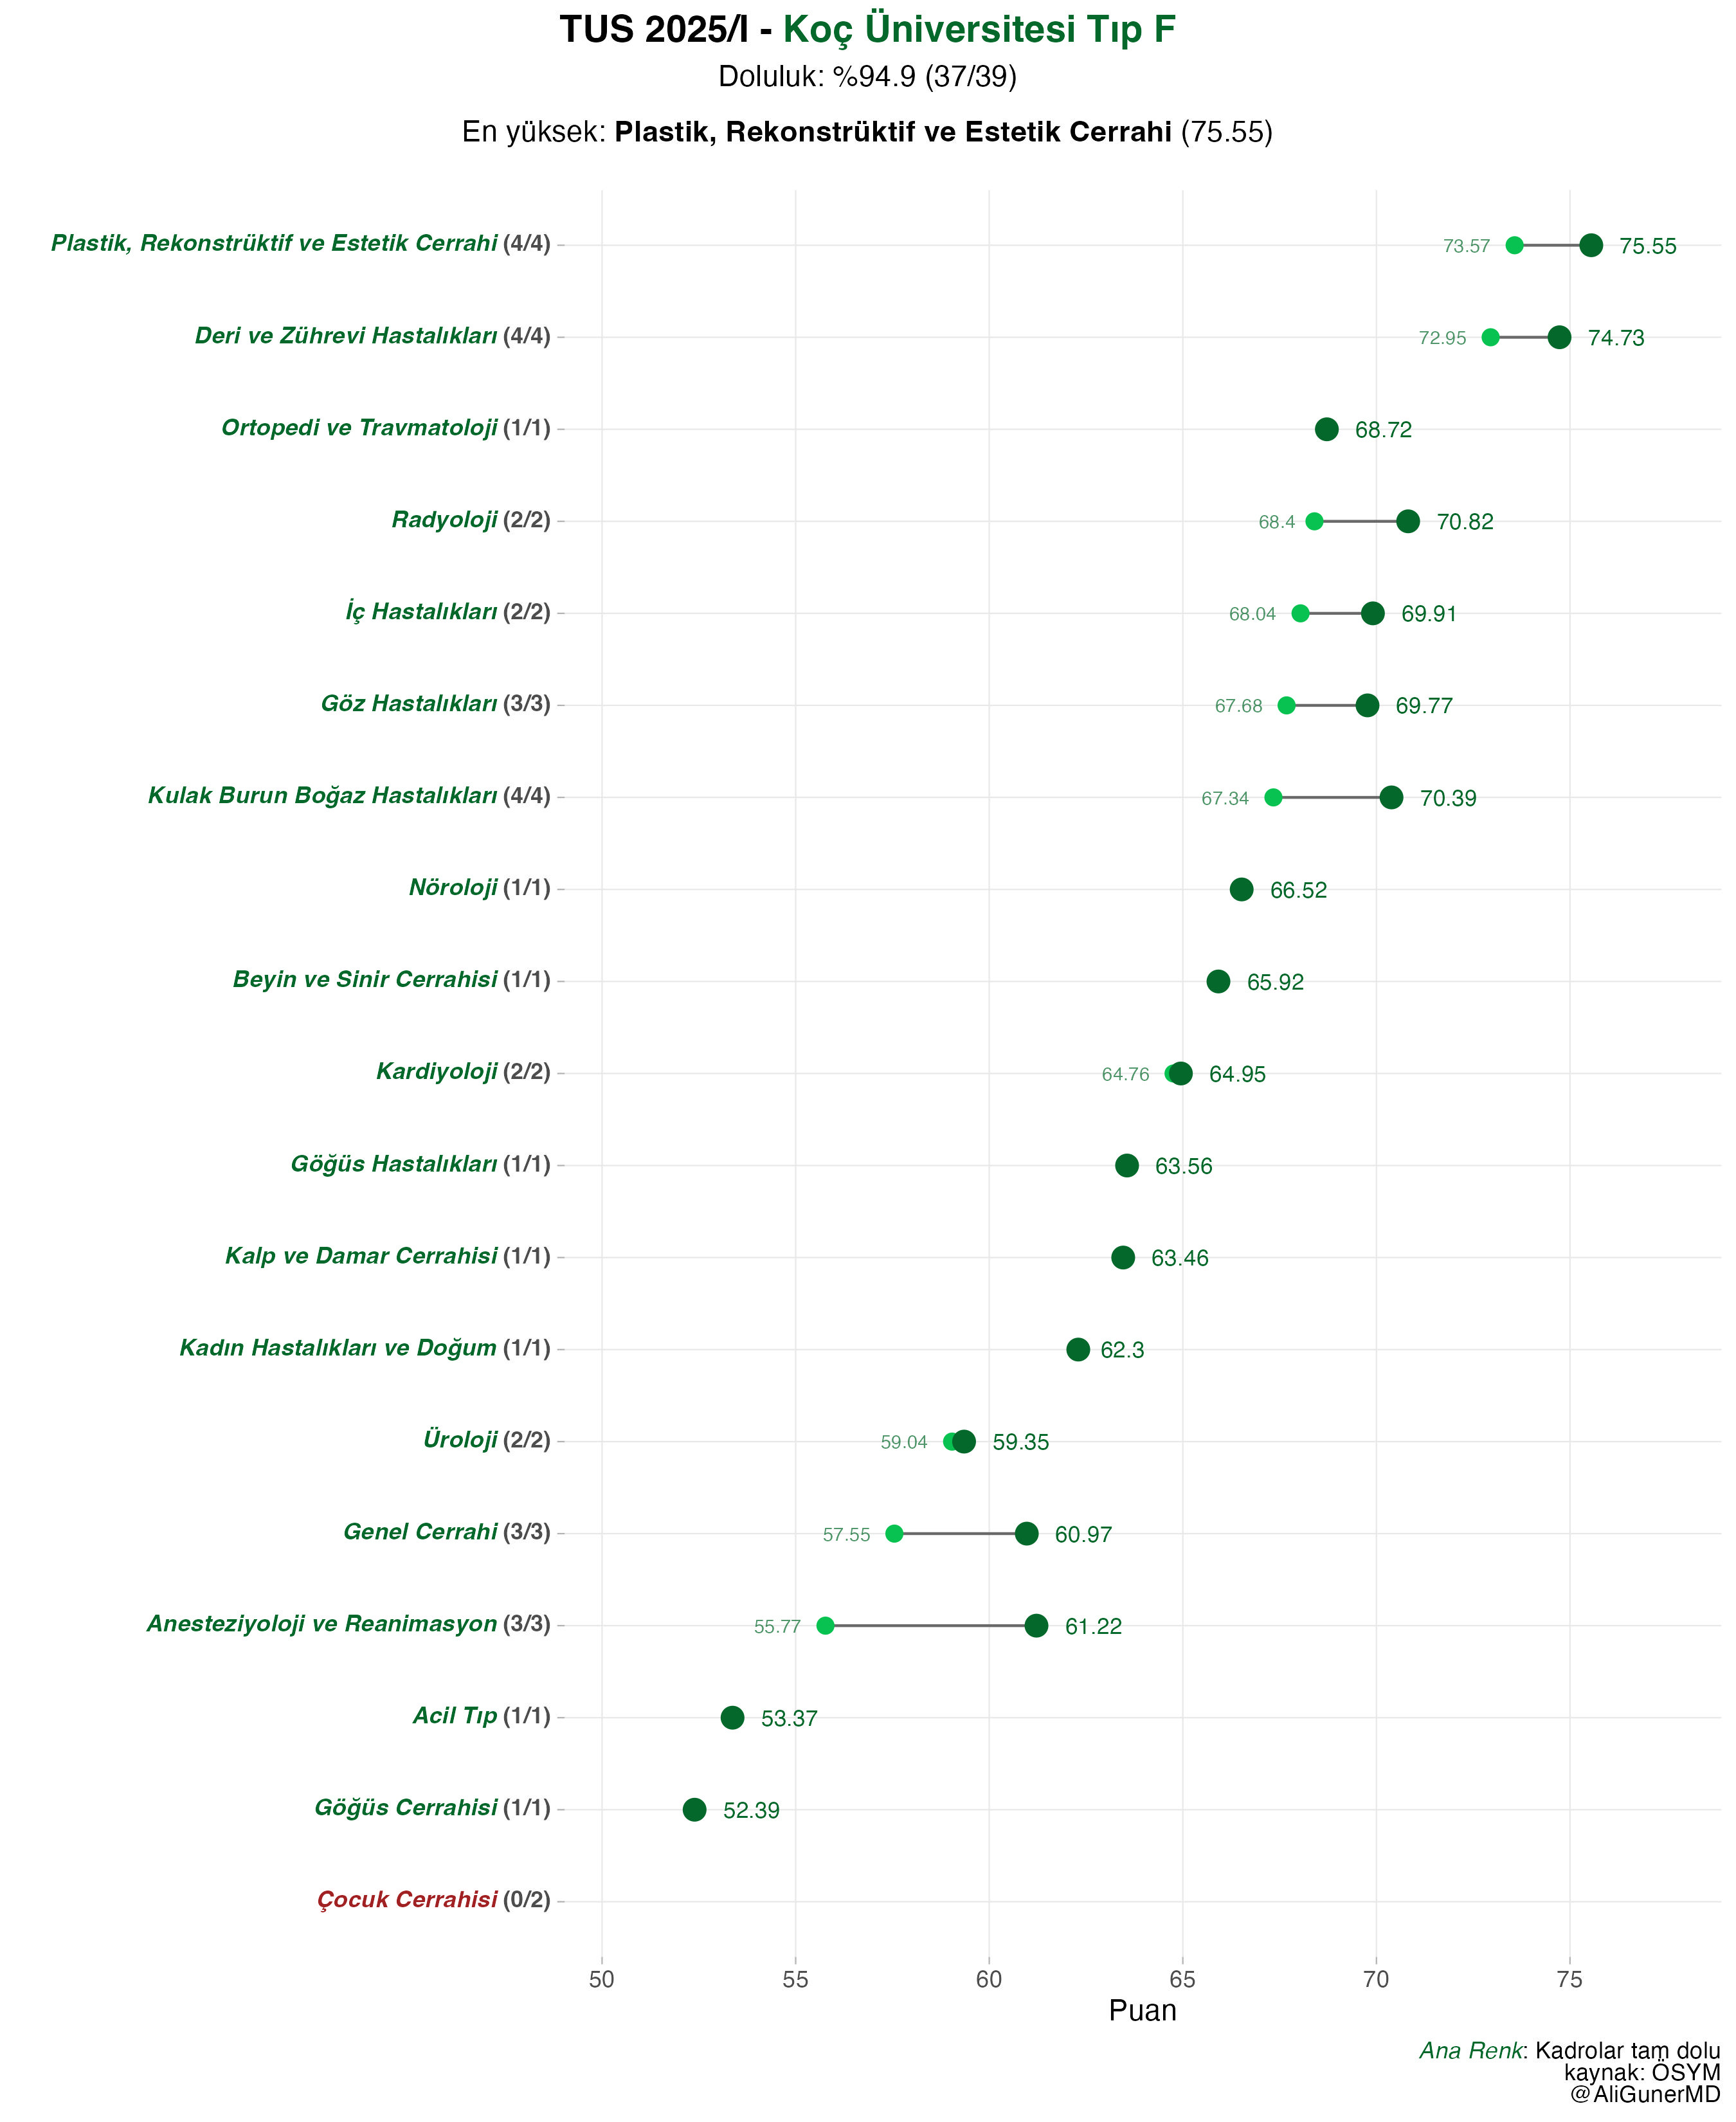 TUS 2025/I - Koç Üniversitesi Tıp F
Doluluk: %94.9 (37/39)
En yüksek: Plastik, Rekonstrüktif ve Estetik Cerrahi (75.55)
Plastik, Rekonstrüktif ve Estetik Cerrahi (4/4) 73.57 75.55
Deri ve Zührevi Hastalıkları (4/4) 72.95 74.73
Ortopedi ve Travmatoloji (1/1) 68.72
Radyoloji (2/2) 68.4 70.82
İç Hastalıkları (2/2) 68.04 69.91
Göz Hastalıkları (3/3) 67.68 69.77
Kulak Burun Boğaz Hastalıkları (4/4) 67.34 70.39
Nöroloji (1/1) 66.52
Beyin ve Sinir Cerrahisi (1/1) 65.92
Kardiyoloji (2/2) 64.76 64.95
Göğüs Hastalıkları (1/1) 63.56
Kalp ve Damar Cerrahisi (1/1) 63.46
Kadın Hastalıkları ve Doğum (1/1) 62.3
Üroloji (2/2) 59.04 59.35
Genel Cerrahi (3/3) 57.55 60.97
Anesteziyoloji ve Reanimasyon (3/3) 55.77 61.22
Acil Tıp (1/1) 53.37
Göğüs Cerrahisi (1/1) 52.39
Çocuk Cerrahisi (0/2)
50 55 60 65 70 75
Puan
Ana Renk: Kadrolar tam dolu
kaynak: ÖSYM
@AliGunerMD